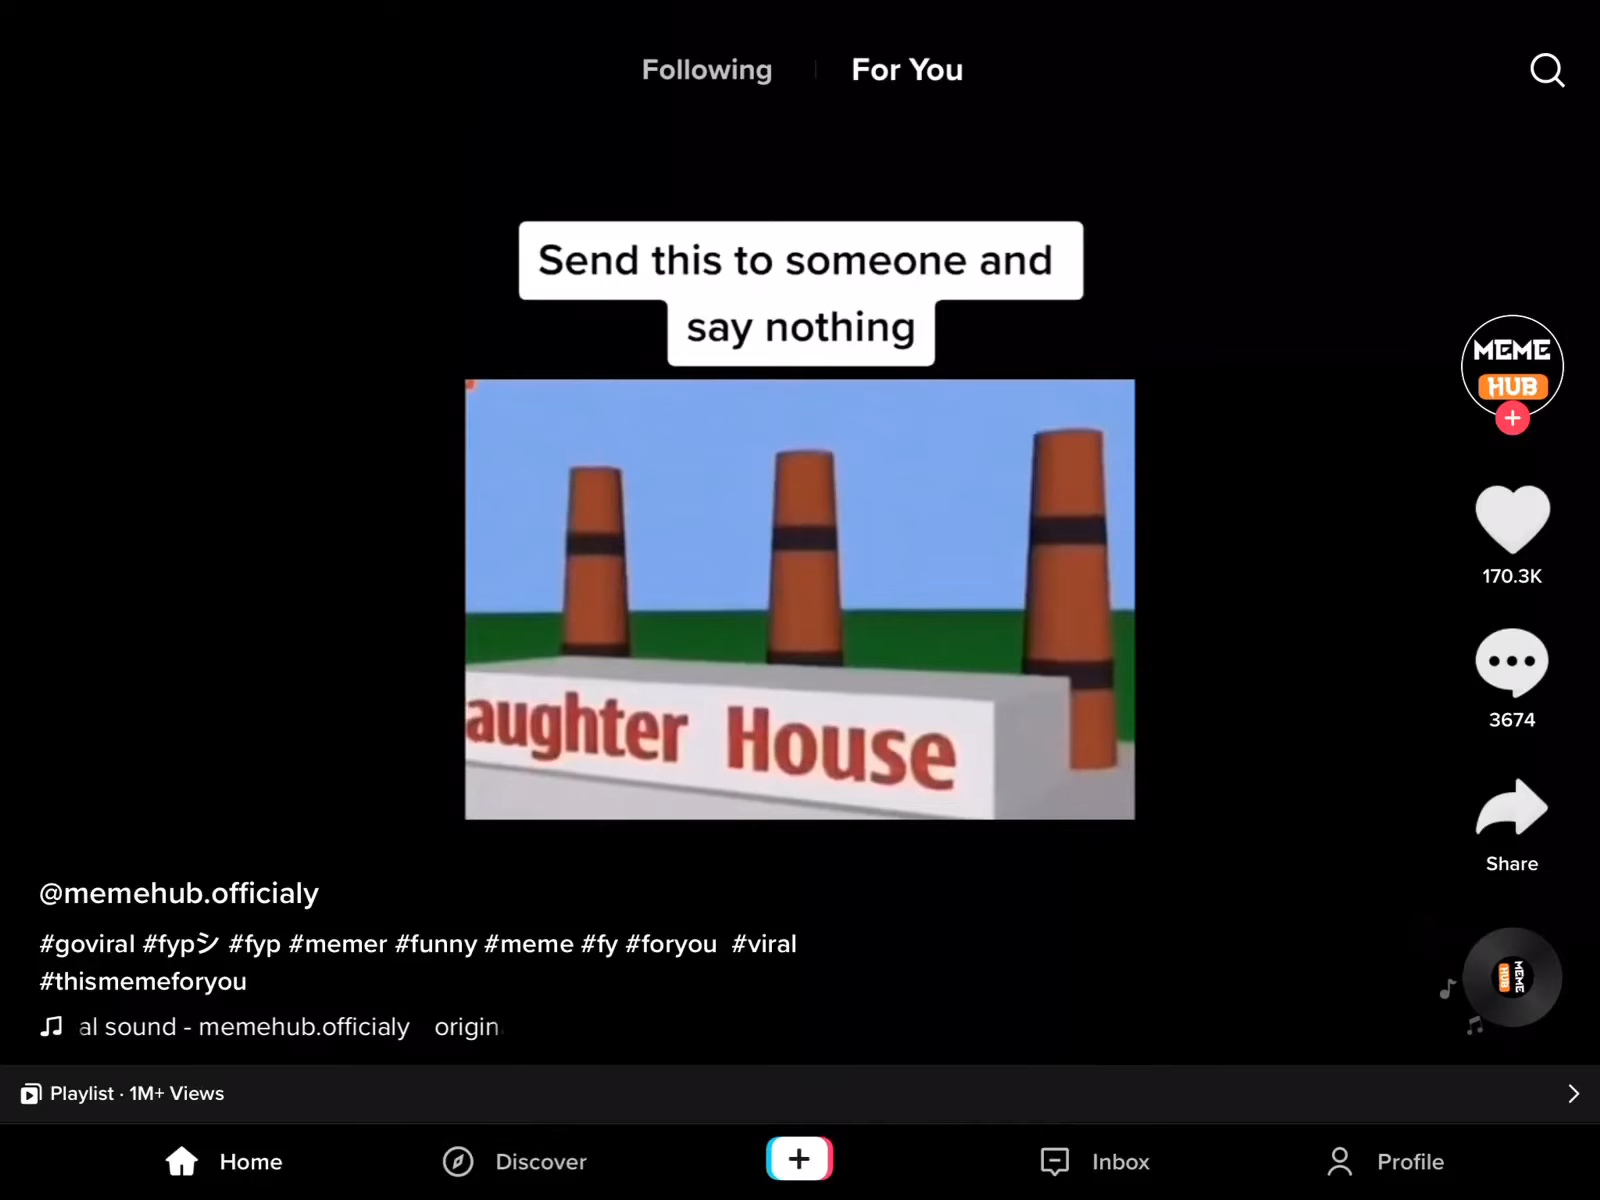 Following
For You
Send this to someone and
say nothing
MEME
HUB
aughter House
170.3K
3674
Share
@memehub.officialy
#goviral #fypシ #fyp #memer #funny #meme #fy #foryou #viral
#thismemeforyou
al sound - memehub.officialy origin
MEME
HUB
Playlist · 1M+ Views
Home
Discover
Inbox
Profile